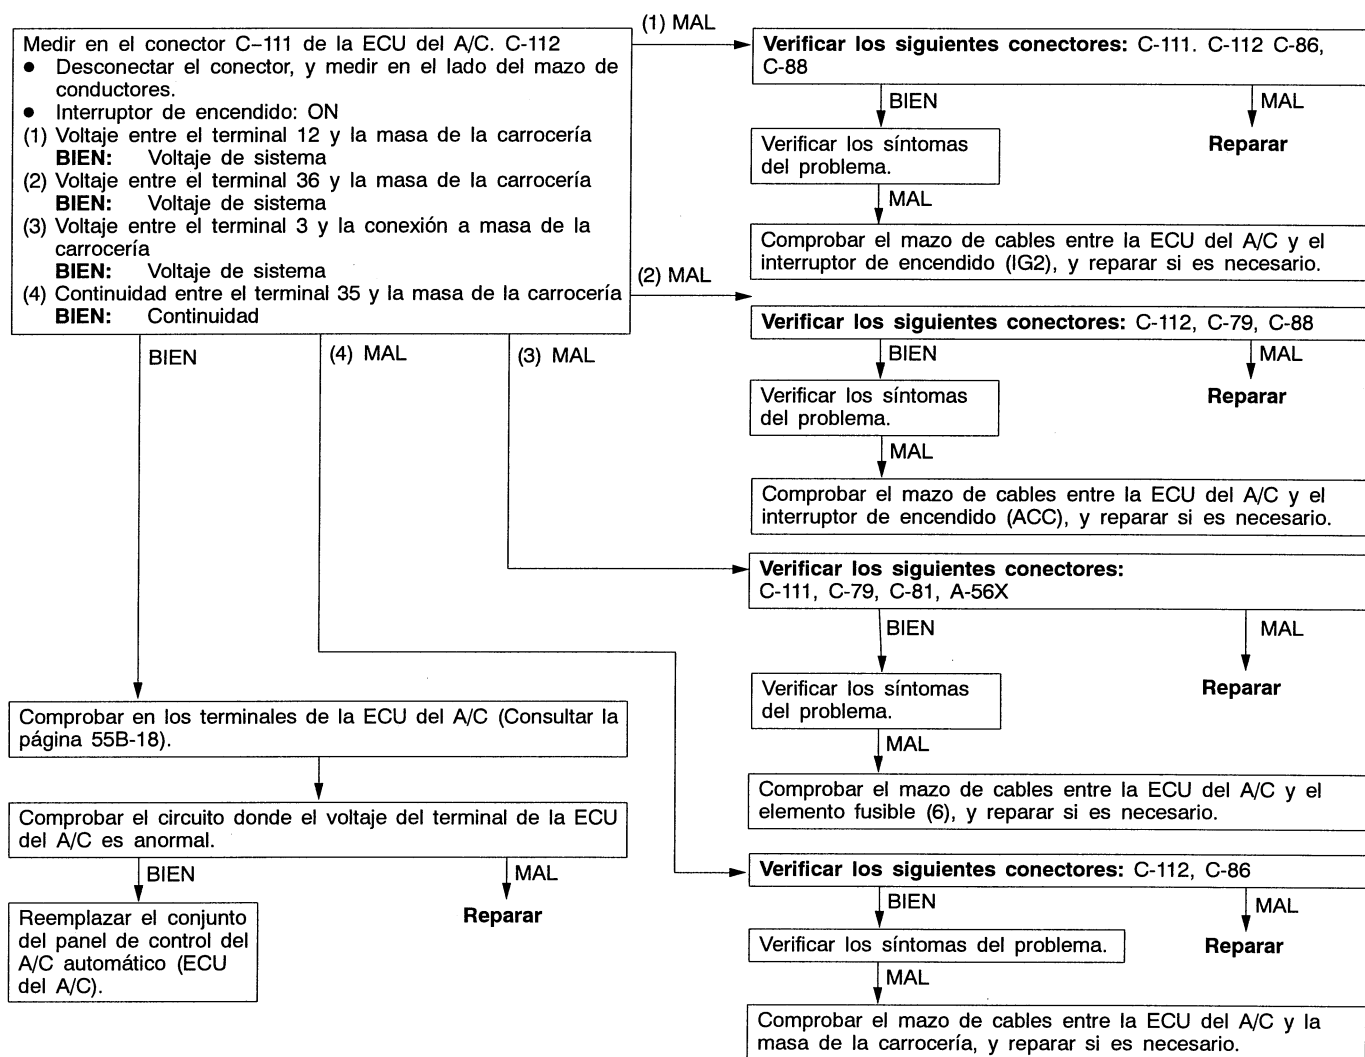 (1) MAL
Medir en el conector C–111 de la ECU del A/C. C-112
● Desconectar el conector, y medir en el lado del mazo de
conductores.
● Interruptor de encendido: ON
(1) Voltaje entre el terminal 12 y la masa de la carrocería
BIEN: Voltaje de sistema
(2) Voltaje entre el terminal 36 y la masa de la carrocería
BIEN: Voltaje de sistema
(3) Voltaje entre el terminal 3 y la conexión a masa de la
carrocería
BIEN: Voltaje de sistema
(4) Continuidad entre el terminal 35 y la masa de la carrocería
BIEN: Continuidad
Verificar los siguientes conectores: C-111. C-112 C-86,
C-88
BIEN
MAL
Verificar los síntomas
del problema.
Reparar
MAL
Comprobar el mazo de cables entre la ECU del A/C y el
interruptor de encendido (IG2), y reparar si es necesario.
(2) MAL
Verificar los siguientes conectores: C-112, C-79, C-88
BIEN
MAL
Verificar los síntomas
del problema.
Reparar
MAL
Comprobar el mazo de cables entre la ECU del A/C y el
interruptor de encendido (ACC), y reparar si es necesario.
BIEN
(4) MAL
(3) MAL
Verificar los siguientes conectores:
C-111, C-79, C-81, A-56X
BIEN
MAL
Verificar los síntomas
del problema.
Reparar
MAL
Comprobar el mazo de cables entre la ECU del A/C y el
elemento fusible (6), y reparar si es necesario.
Comprobar en los terminales de la ECU del A/C (Consultar la
página 55B-18).
Comprobar el circuito donde el voltaje del terminal de la ECU
del A/C es anormal.
BIEN
MAL
Reemplazar el conjunto
del panel de control del
A/C automático (ECU
del A/C).
Reparar
Verificar los siguientes conectores: C-112, C-86
BIEN
MAL
Verificar los síntomas del problema.
Reparar
MAL
Comprobar el mazo de cables entre la ECU del A/C y la
masa de la carrocería, y reparar si es necesario.